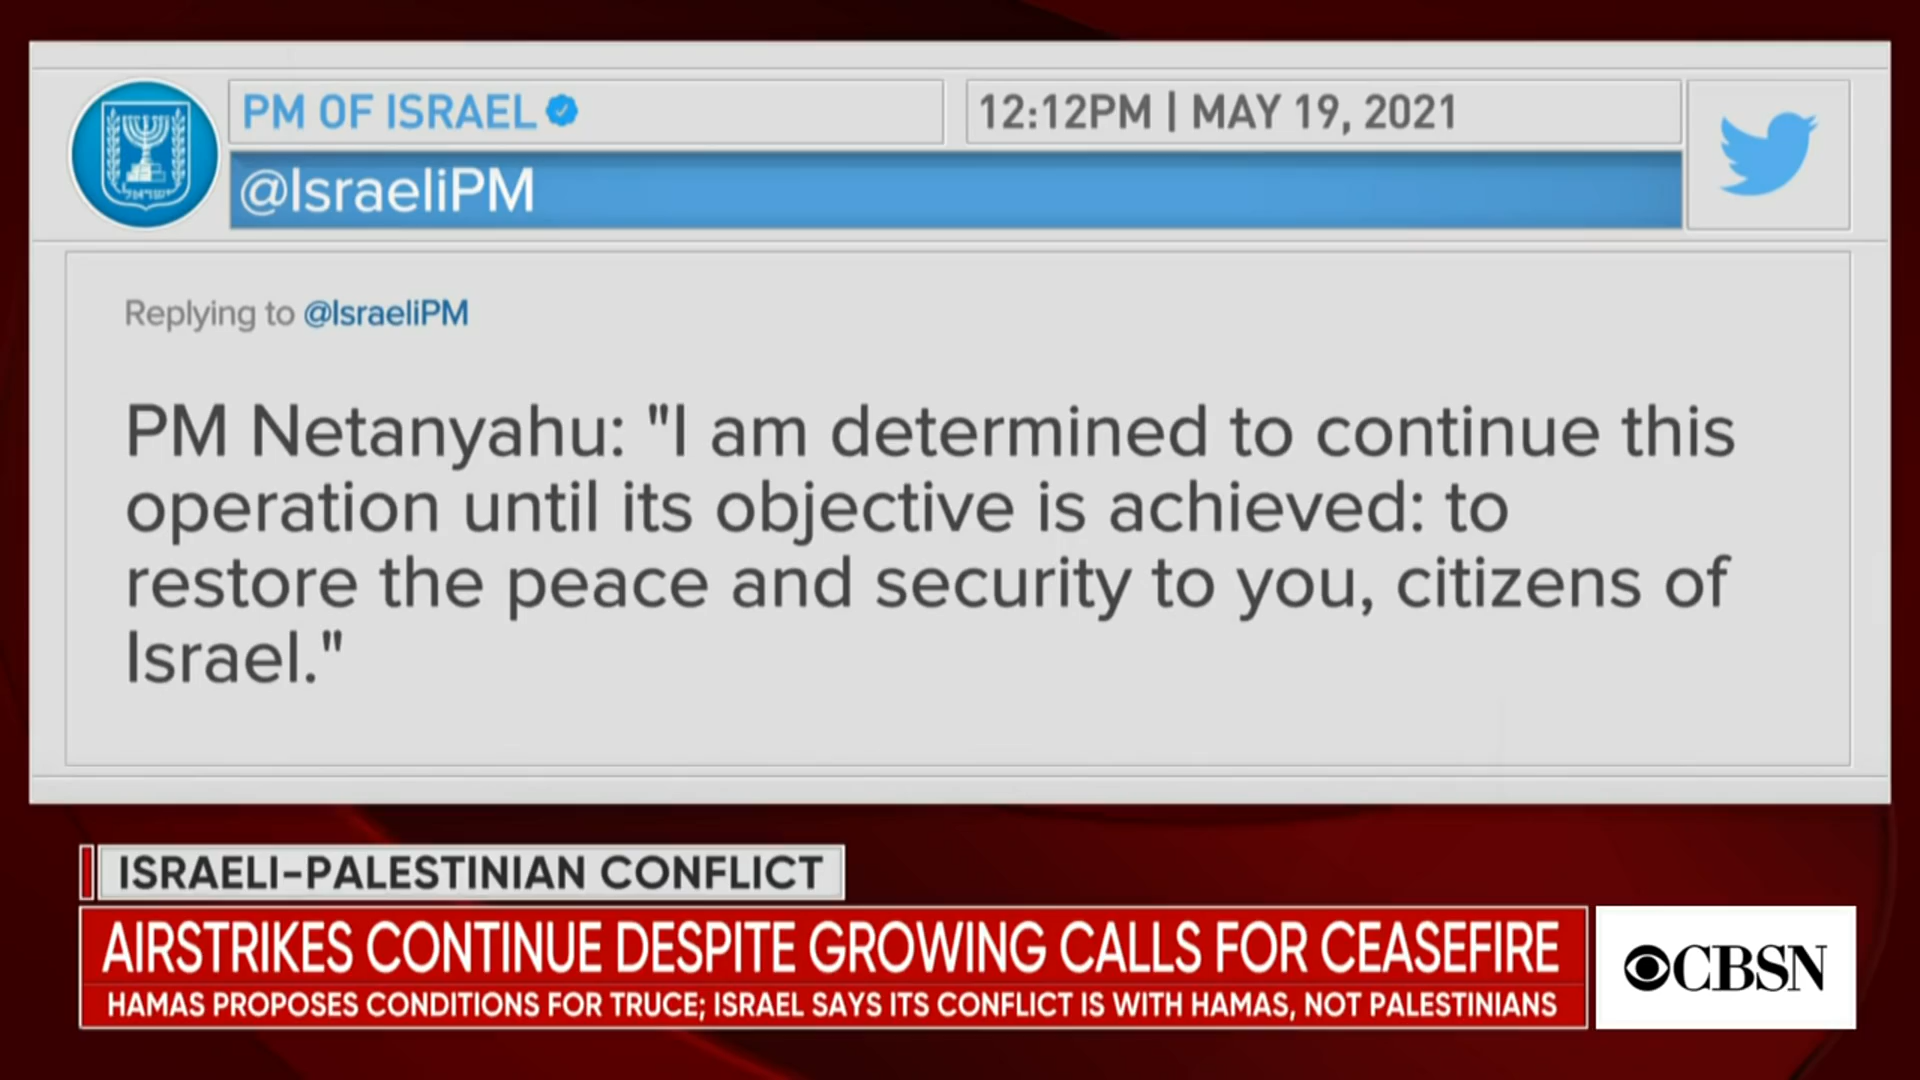 PM OF ISRAEL
12:12PM | MAY 19, 2021
@IsraeliPM
ישראל
Replying to @IsraeliPM
PM Netanyahu: "I am determined to continue this
operation until its objective is achieved: to
restore the peace and security to you, citizens of
Israel."
ISRAELI-PALESTINIAN CONFLICT
AIRSTRIKES CONTINUE DESPITE GROWING CALLS FOR CEASEFIRE
HAMAS PROPOSES CONDITIONS FOR TRUCE; ISRAEL SAYS ITS CONFLICT IS WITH HAMAS, NOT PALESTINIANS
CBSN